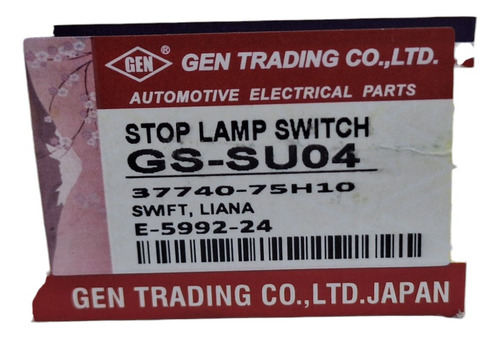 GEN ® GEN TRADING CO.,LTD.
AUTOMOTIVE ELECTRICAL PARTS
STOP LAMP SWITCH
GS-SU04
37740-75H10
SWIFT, LIANA
E-5992-24
GEN TRADING CO.,LTD.JAPAN